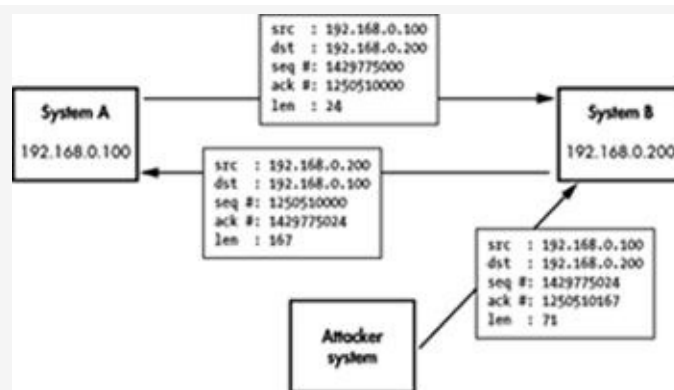 src : 192.168.0.100
dst : 192.168.0.200
seq #: 1429775000
ack #: 1250510000
len : 24
System A
192.168.0.100
System B
192.168.0.200
src : 192.168.0.200
dst : 192.168.0.100
seq #: 1250510000
ack #: 1429775024
len : 167
src : 192.168.0.100
dst : 192.168.0.200
seq #: 1429775024
ack #: 1250510167
len : 71
Attacker
system